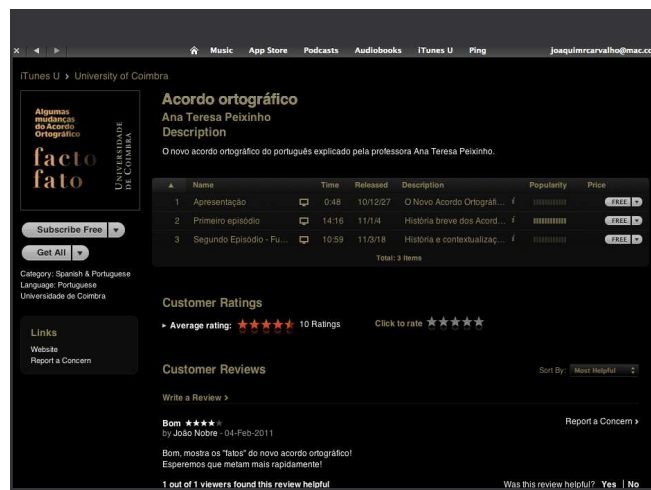 Music App Store Podcasts Audiobooks iTunes U Ping joaquimrcarvalho@mac.co
iTunes U > University of Coimbra
Algumas
mudanças
do Acordo
Ortográfico
facto
fato
UNIVERSIDADE
DE COIMBRA
Subscribe Free
Get All
Category: Spanish & Portuguese
Language: Portuguese
Universidade de Coimbra
Links
Website
Report a Concern
Acordo ortográfico
Ana Teresa Peixinho
Description
O novo acordo ortográfico do português explicado pela professora Ana Teresa Peixinho.
Name Time Released Description Popularity Price
1 Apresentação 0:48 10/12/27 O Novo Acordo Ortográfi... i FREE
2 Primeiro episódio 14:16 11/1/4 História breve dos Acord... i FREE
3 Segundo Episódio - Fu... 10:59 11/3/18 História e contextualizaç... i FREE
Total: 3 Items
Customer Ratings
Average rating: 10 Ratings Click to rate
Customer Reviews Sort By: Most Helpful
Write a Review >
Bom Report a Concern >
by João Nobre - 04-Feb-2011
Bom, mostra os "fatos" do novo acordo ortográfico!
Esperemos que metam mais rapidamente!
1 out of 1 viewers found this review helpful Was this review helpful? Yes | No